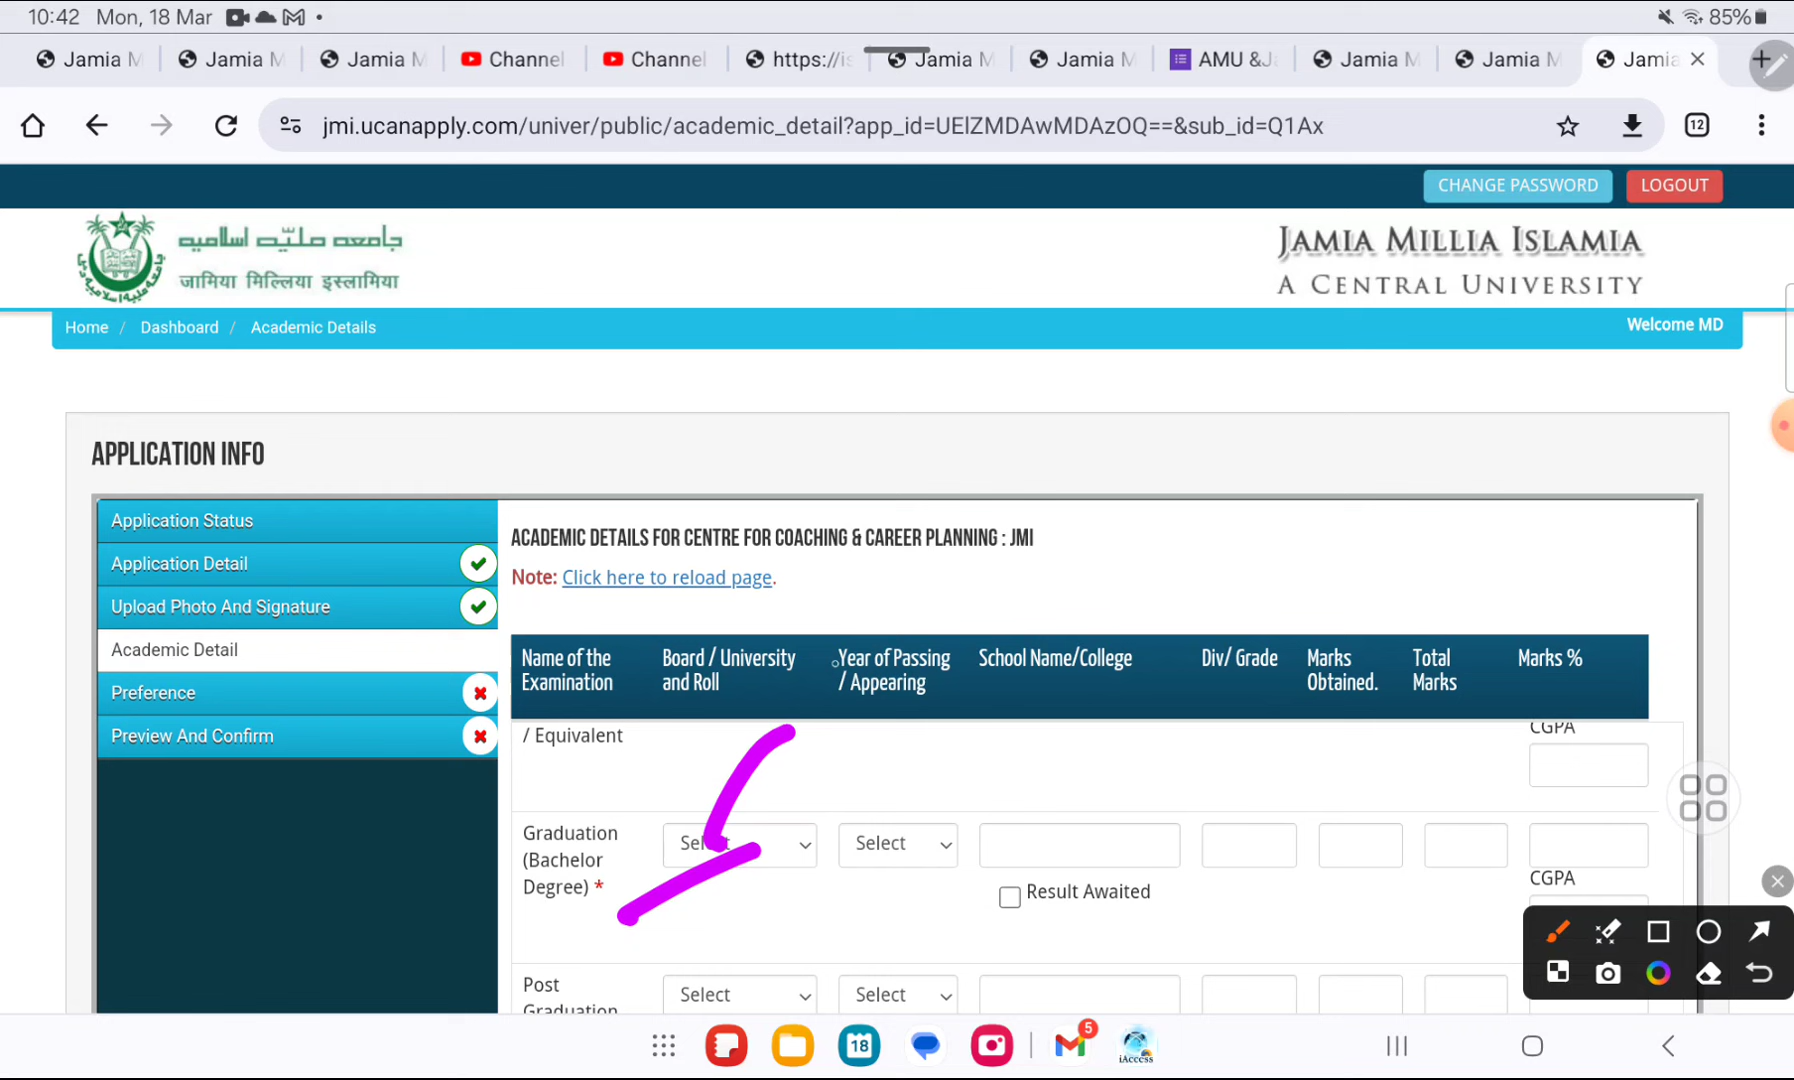 10:42 Mon, 18 Mar
85%
Jamia M Jamia M Jamia M Channel Channel https://is Jamia M Jamia M AMU &Ja Jamia M Jamia M Jamia
jmi.ucanapply.com/univer/public/academic_detail?app_id=UElZMDAwMDAzOQ==&sub_id=Q1Ax
12
CHANGE PASSWORD LOGOUT
جامعہ ملیہ اسلامیہ
जामिया मिल्लिया इस्लामिया
JAMIA MILLIA ISLAMIA
A CENTRAL UNIVERSITY
Home / Dashboard / Academic Details
Welcome MD
APPLICATION INFO
Application Status
Application Detail
Upload Photo And Signature
Academic Detail
Preference
Preview And Confirm
ACADEMIC DETAILS FOR CENTRE FOR COACHING & CAREER PLANNING : JMI
Note: Click here to reload page.
Name of the Examination
Board / University and Roll
Year of Passing / Appearing
School Name/College
Div/ Grade
Marks Obtained.
Total Marks
Marks %
/ Equivalent
CGPA
Graduation (Bachelor Degree) *
Select
Select
Result Awaited
CGPA
Post Graduation
Select
Select
18
5
iAccess